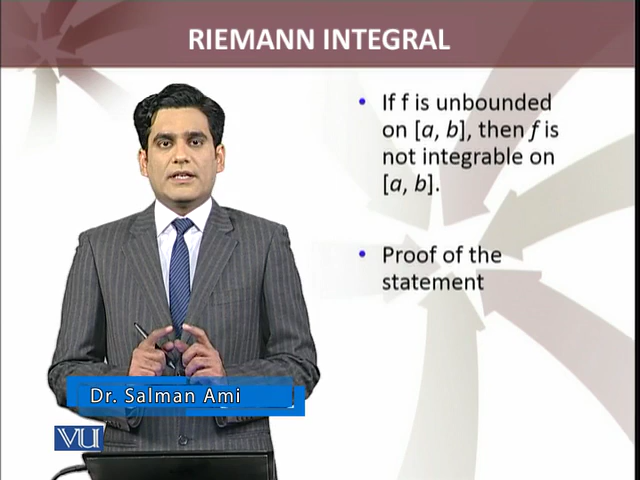 RIEMANN INTEGRAL
• If f is unbounded
on [a, b], then f is
not integrable on
[a, b].
• Proof of the
statement
Dr. Salman Ami
VU